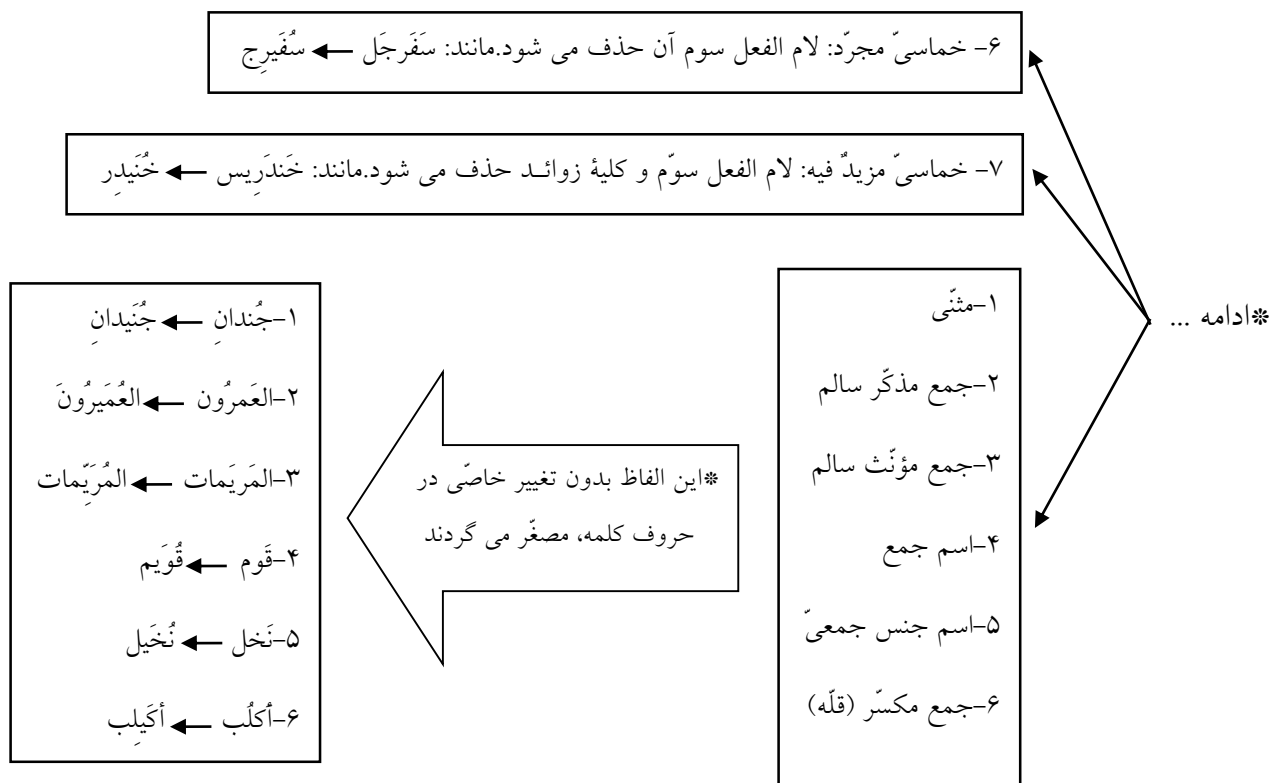 ۶- خماسیّ مجرّد: لام الفعل سوم آن حذف می شود.مانند: سَفَرجَل ← سُفَیرِج
۷- خماسیّ مزیدٌ فیه: لام الفعل سوّم و کلیهٔ زوائـد حذف می شود.مانند: خَندَرِیس ← خُنَیدِر
*ادامه ...
۱-مثنّی
۲-جمع مذکّر سالم
۳-جمع مؤنّث سالم
۴-اسم جمع
۵-اسم جنس جمعیّ
۶-جمع مکسّر (قلّه)
*این الفاظ بدون تغییر خاصّی در
حروف کلمه، مصغّر می گردند
۱-جُندانِ ← جُنَیدانِ
۲-العَمرُون ← العُمَیرُونَ
۳-المَریَمات ← المُرَیِّمات
۴-قَوم ← قُوَیم
۵-نَخل ← نُخَیل
۶-أکلُب ← أکَیلِب